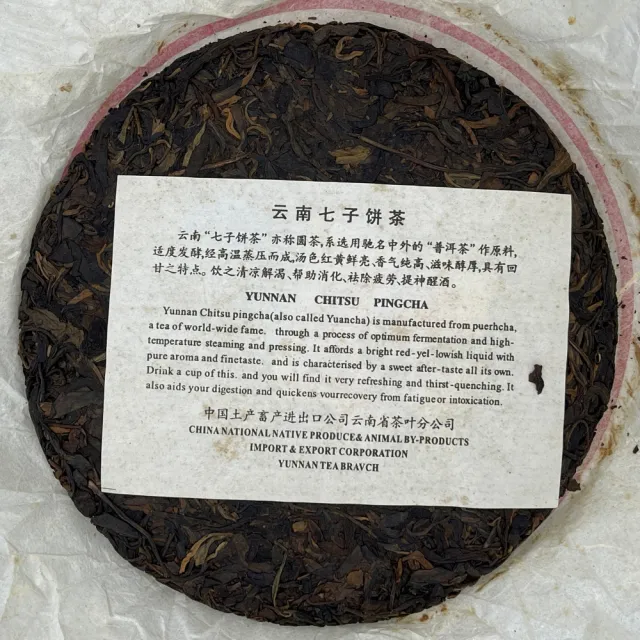 云南七子饼茶
云南“七子饼茶”亦称圆茶,系选用驰名中外的“普洱茶”作原料,
适度发酵,经高温蒸压而成,汤色红黄鲜亮,香气纯高、滋味醇厚,具有回
甘之特点。饮之清凉解渴、帮助消化、祛除疲劳、提神醒酒。
YUNNAN CHITSU PINGCHA
Yunnan Chitsu pingcha(also called Yuancha) is manufactured from puerhcha,
a tea of world-wide fame. through a process of optimum fermentation and high-
temperature steaming and pressing. It affords a bright red-yel-lowish liquid with
pure aroma and finetaste. and is characterised by a sweet after-taste all its own.
Drink a cup of this. and you will find it very refreshing and thirst-quenching. It
also aids your digestion and quickens vourrecovery from fatigueor intoxication.
中国土产畜产进出口公司云南省茶叶分公司
CHINA NATIONAL NATIVE PRODUCE & ANIMAL BY-PRODUCTS
IMPORT & EXPORT CORPORATION
YUNNAN TEA BRAVCH